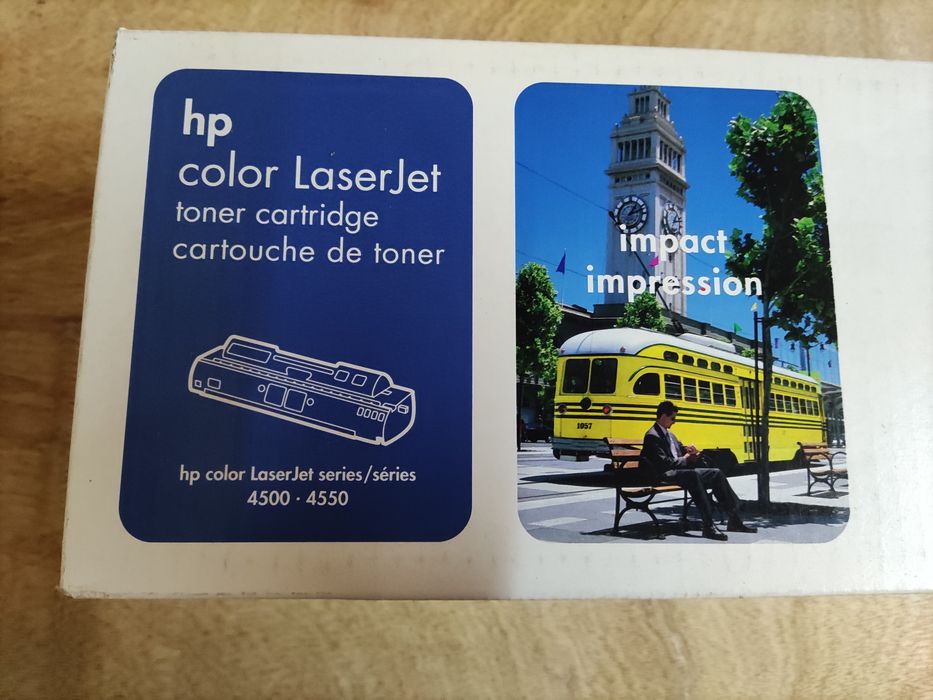 hp
color LaserJet
toner cartridge
cartouche de toner
hp color LaserJet series/séries
4500 · 4550
impact
impression
1057